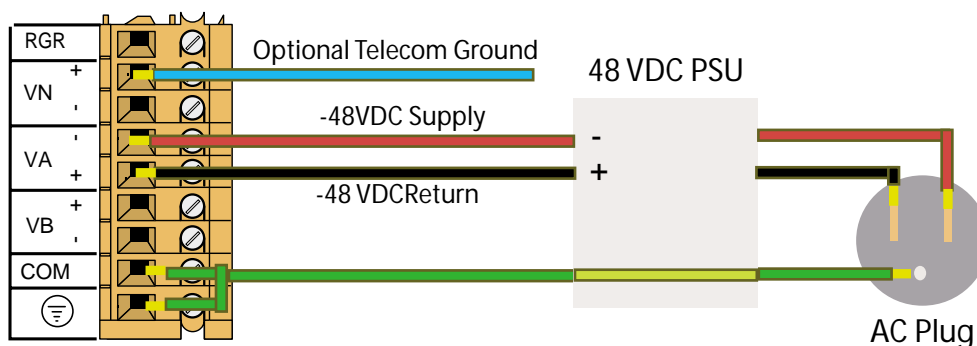 RGR
Optional Telecom Ground
48 VDC PSU
+
VN
-
-48VDC Supply
-
-
VA
+
+
-48 VDCReturn
+
VB
-
COM
AC Plug